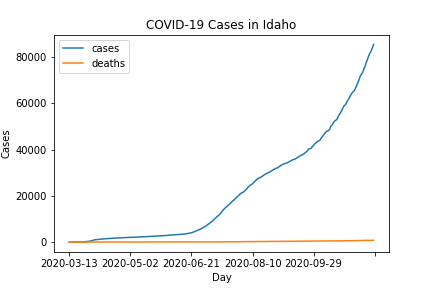 COVID-19 Cases in Idaho
cases
deaths
80000
60000
40000
20000
0
Cases
2020-03-13 2020-05-02 2020-06-21 2020-08-10 2020-09-29
Day